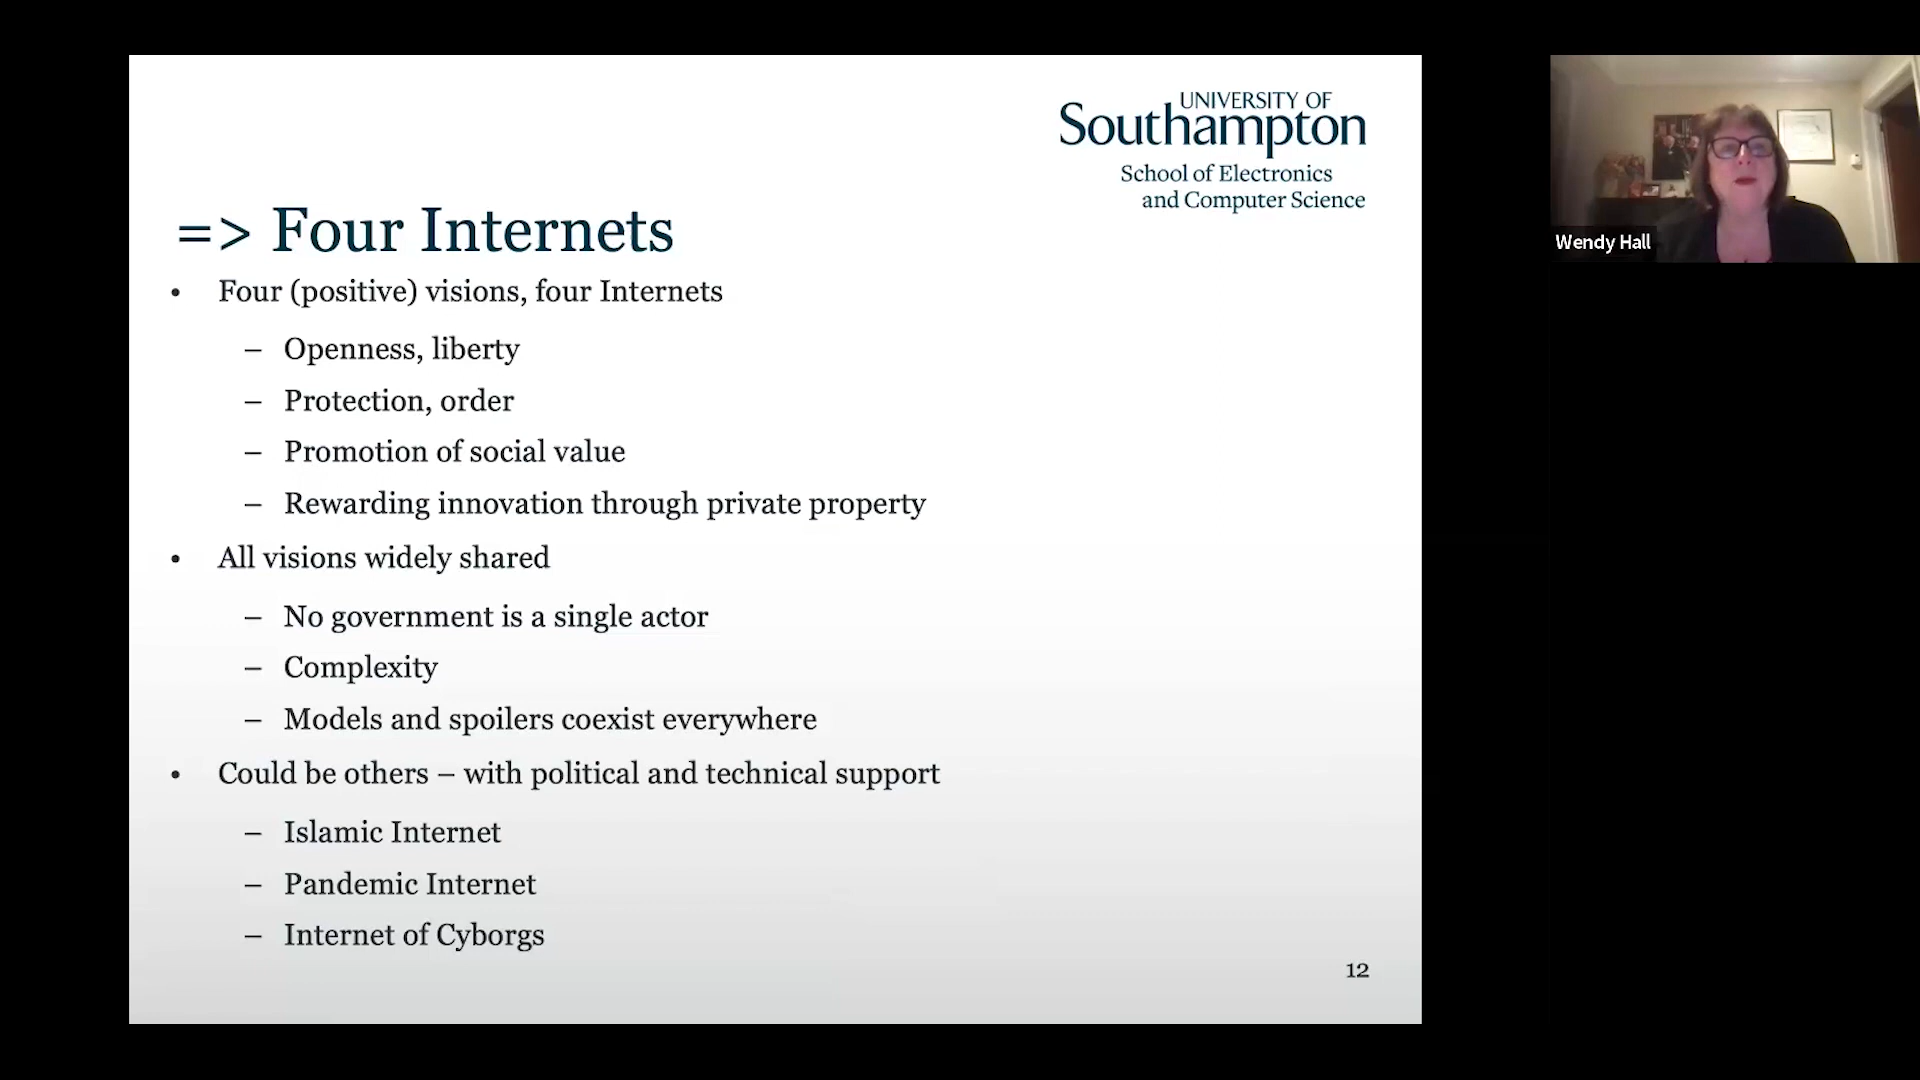 UNIVERSITY OF
Southampton
School of Electronics
and Computer Science
=> Four Internets
• Four (positive) visions, four Internets
– Openness, liberty
– Protection, order
– Promotion of social value
– Rewarding innovation through private property
• All visions widely shared
– No government is a single actor
– Complexity
– Models and spoilers coexist everywhere
• Could be others – with political and technical support
– Islamic Internet
– Pandemic Internet
– Internet of Cyborgs
12
Wendy Hall